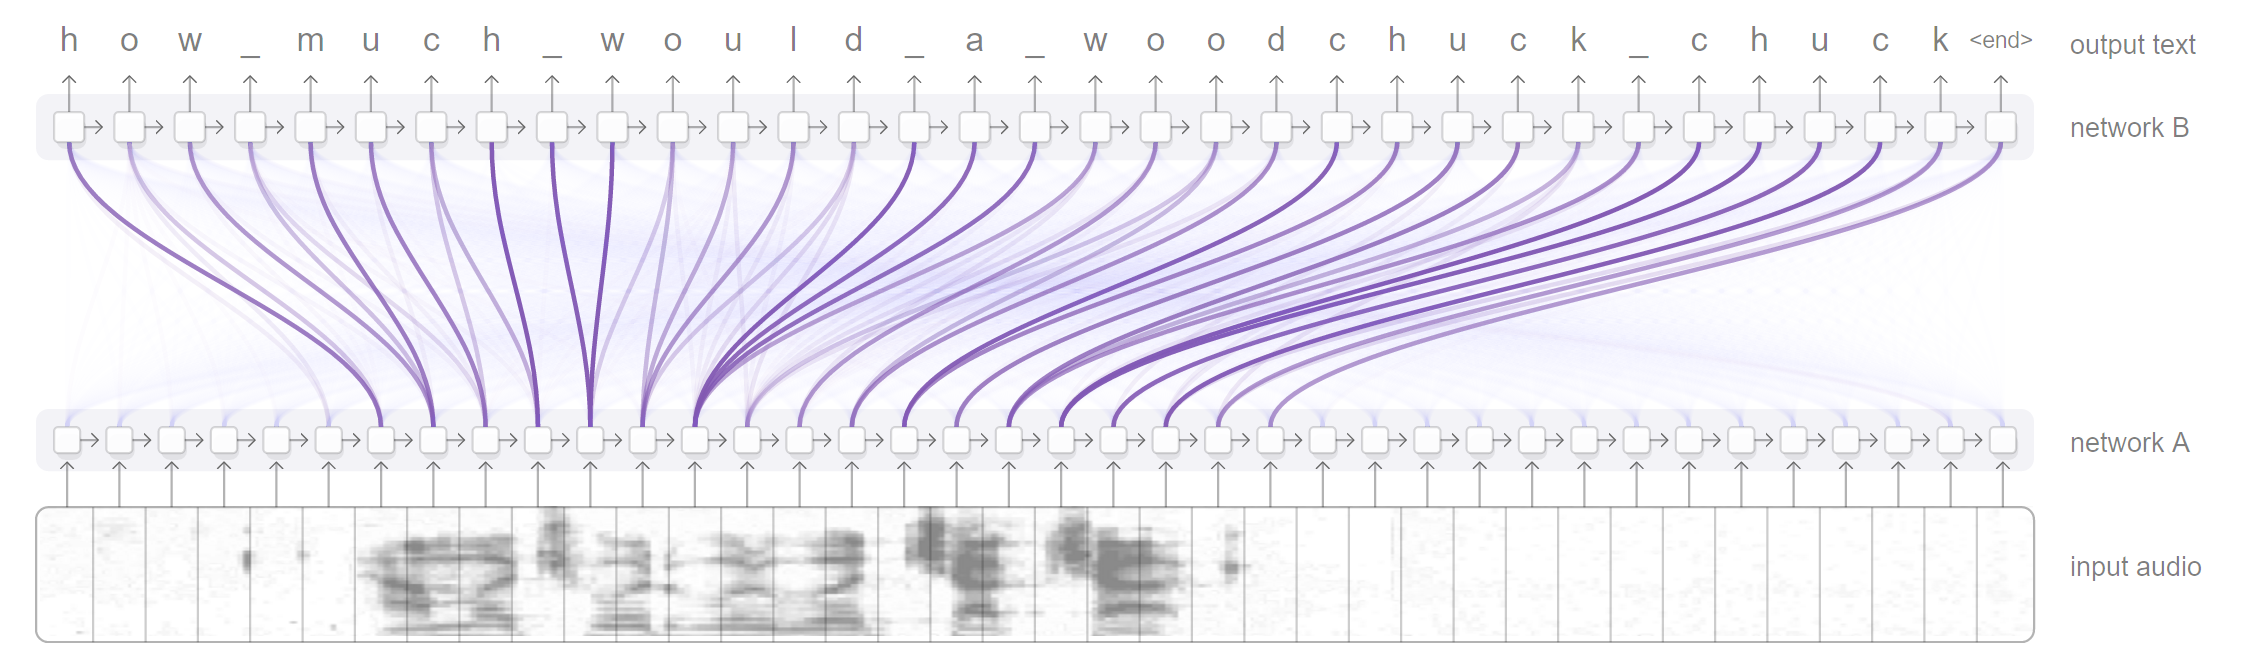 h o w _ m u c h _ w o u l d _ a _ w o o d c h u c k _ c h u c k <end> output text
network B
network A
input audio